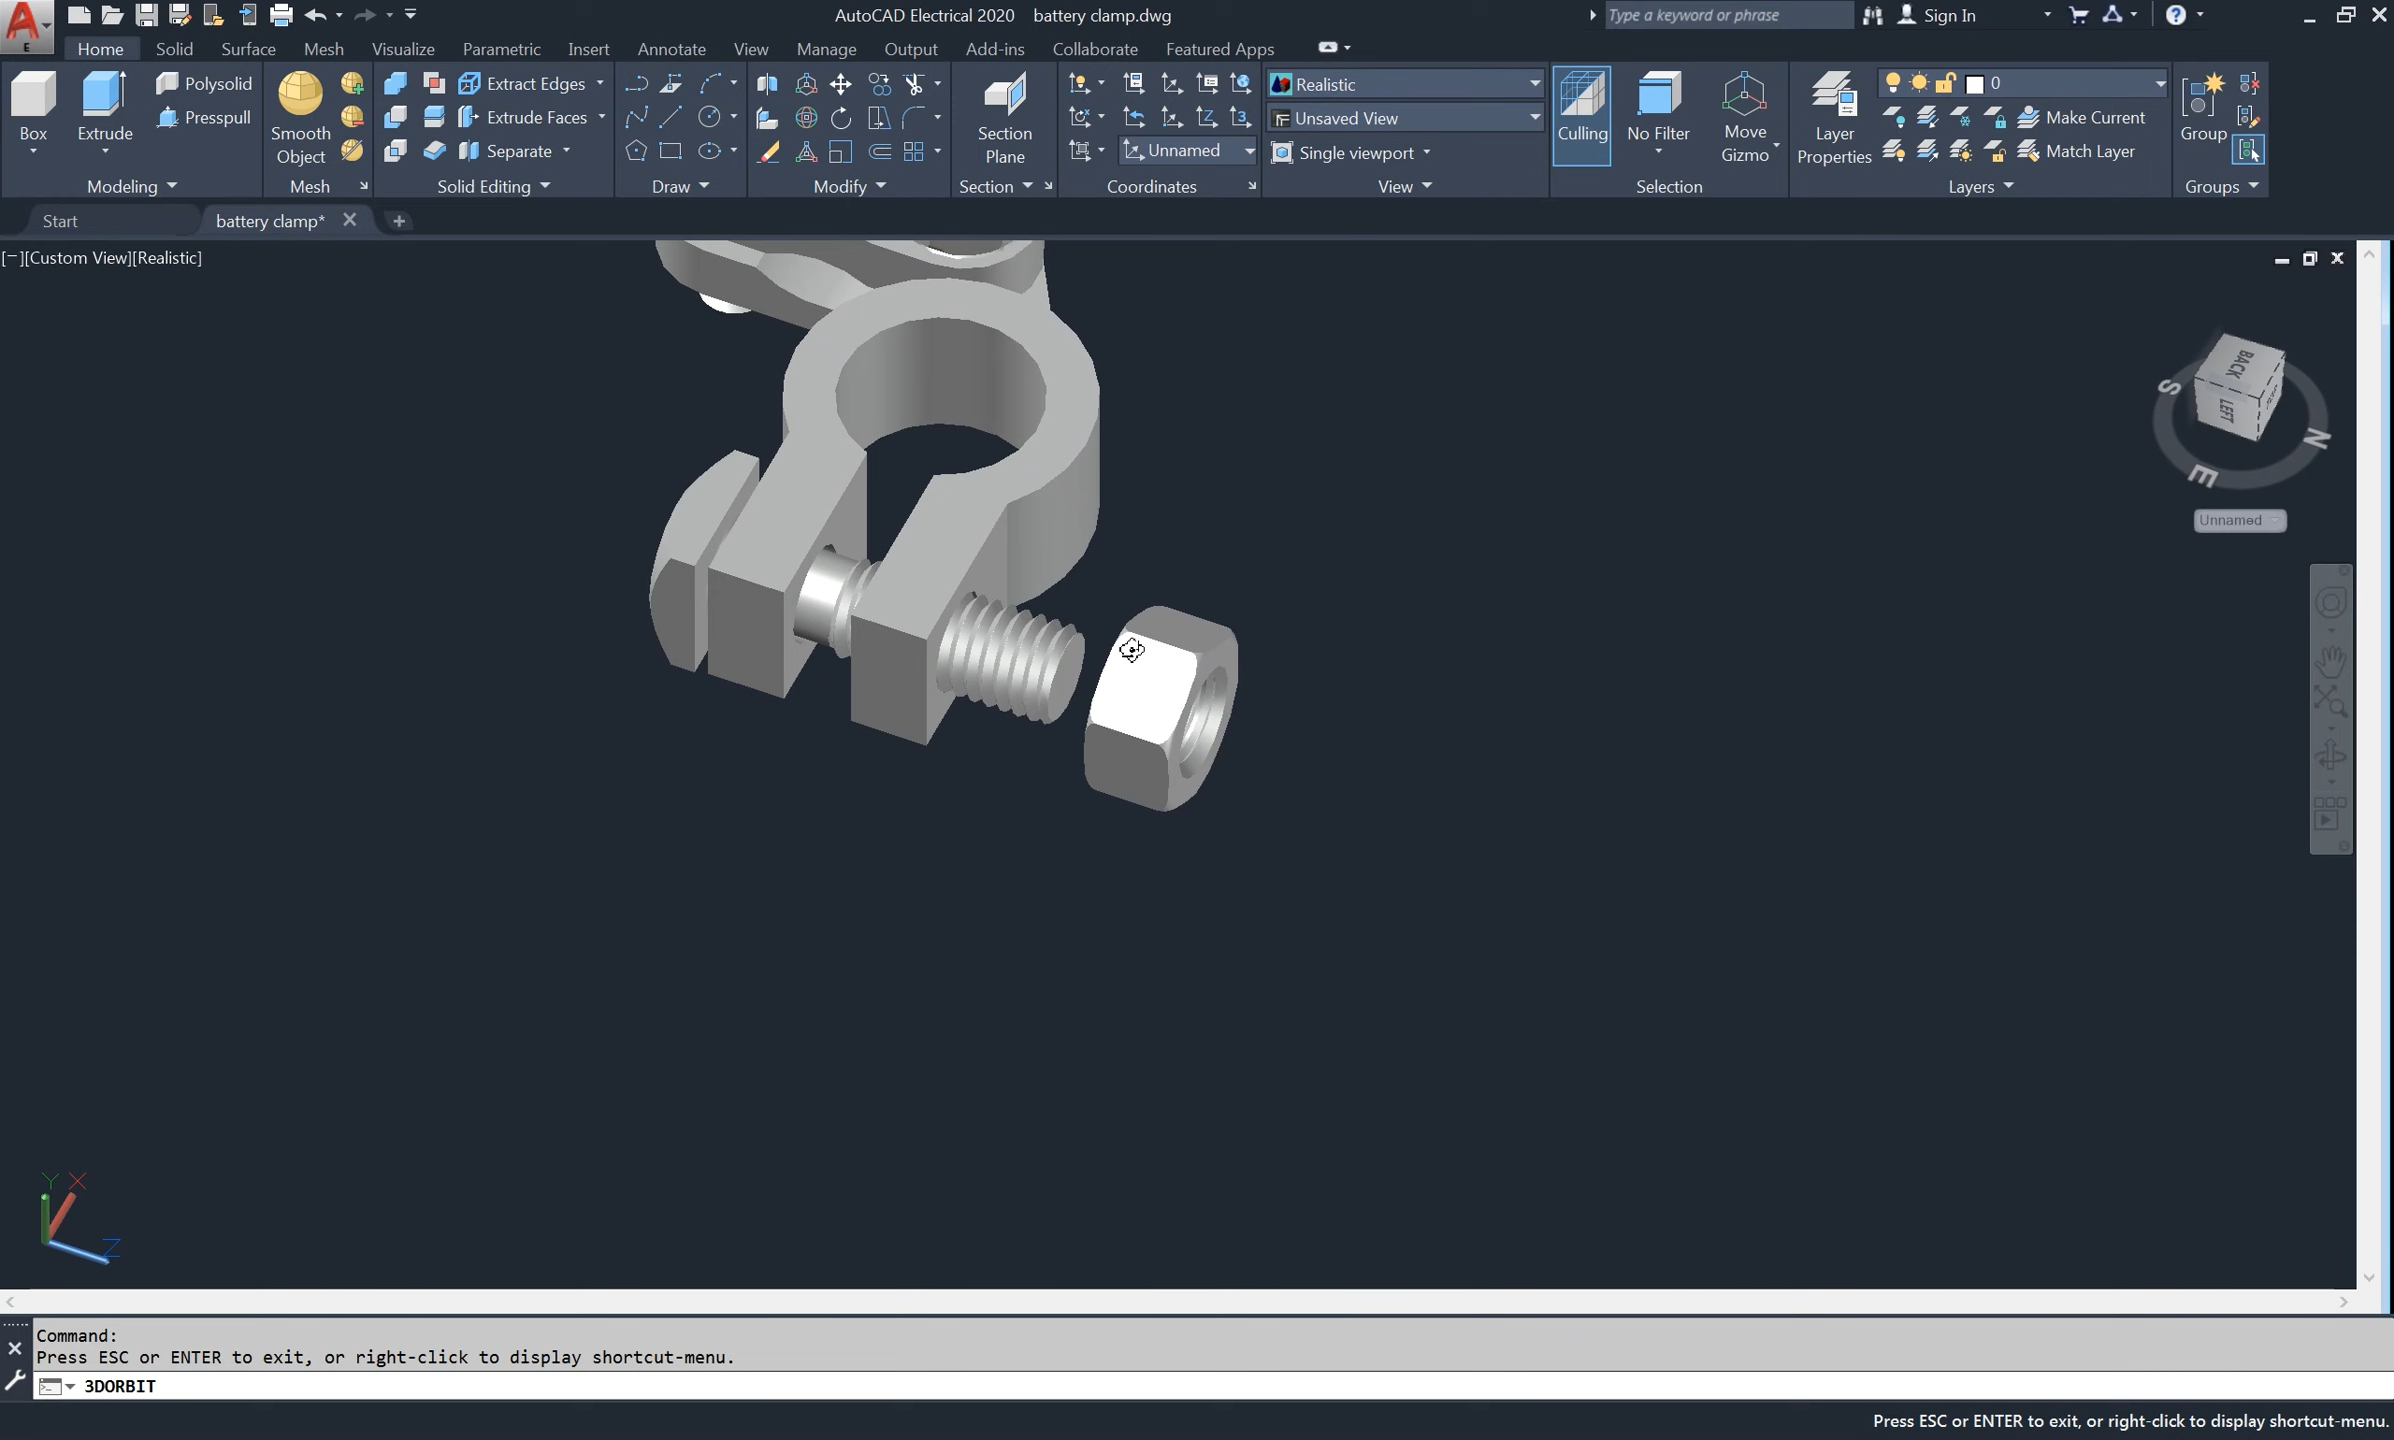 AutoCAD Electrical 2020 battery clamp.dwg
Type a keyword or phrase
Sign In
E
Home Solid Surface Mesh Visualize Parametric Insert Annotate View Manage Output Add-ins Collaborate Featured Apps
Box
Extrude
Polysolid
Presspull
Modeling
Smooth
Object
Mesh
Extract Edges
Extrude Faces
Separate
Solid Editing
Draw
Modify
Section
Plane
Section
Unnamed
Coordinates
Realistic
Unsaved View
Single viewport
View
Culling
No Filter
Move
Gizmo
Selection
Layer
Properties
0
Make Current
Match Layer
Layers
Group
Groups
Start
battery clamp*
[−][Custom View][Realistic]
BACK
LEFT
S
N
E
Unnamed
Y
X
Z
Command:
Press ESC or ENTER to exit, or right-click to display shortcut-menu.
3DORBIT
Press ESC or ENTER to exit, or right-click to display shortcut-menu.